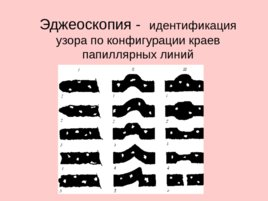 Эджеоскопия - идентификация
узора по конфигурации краев
папиллярных линий